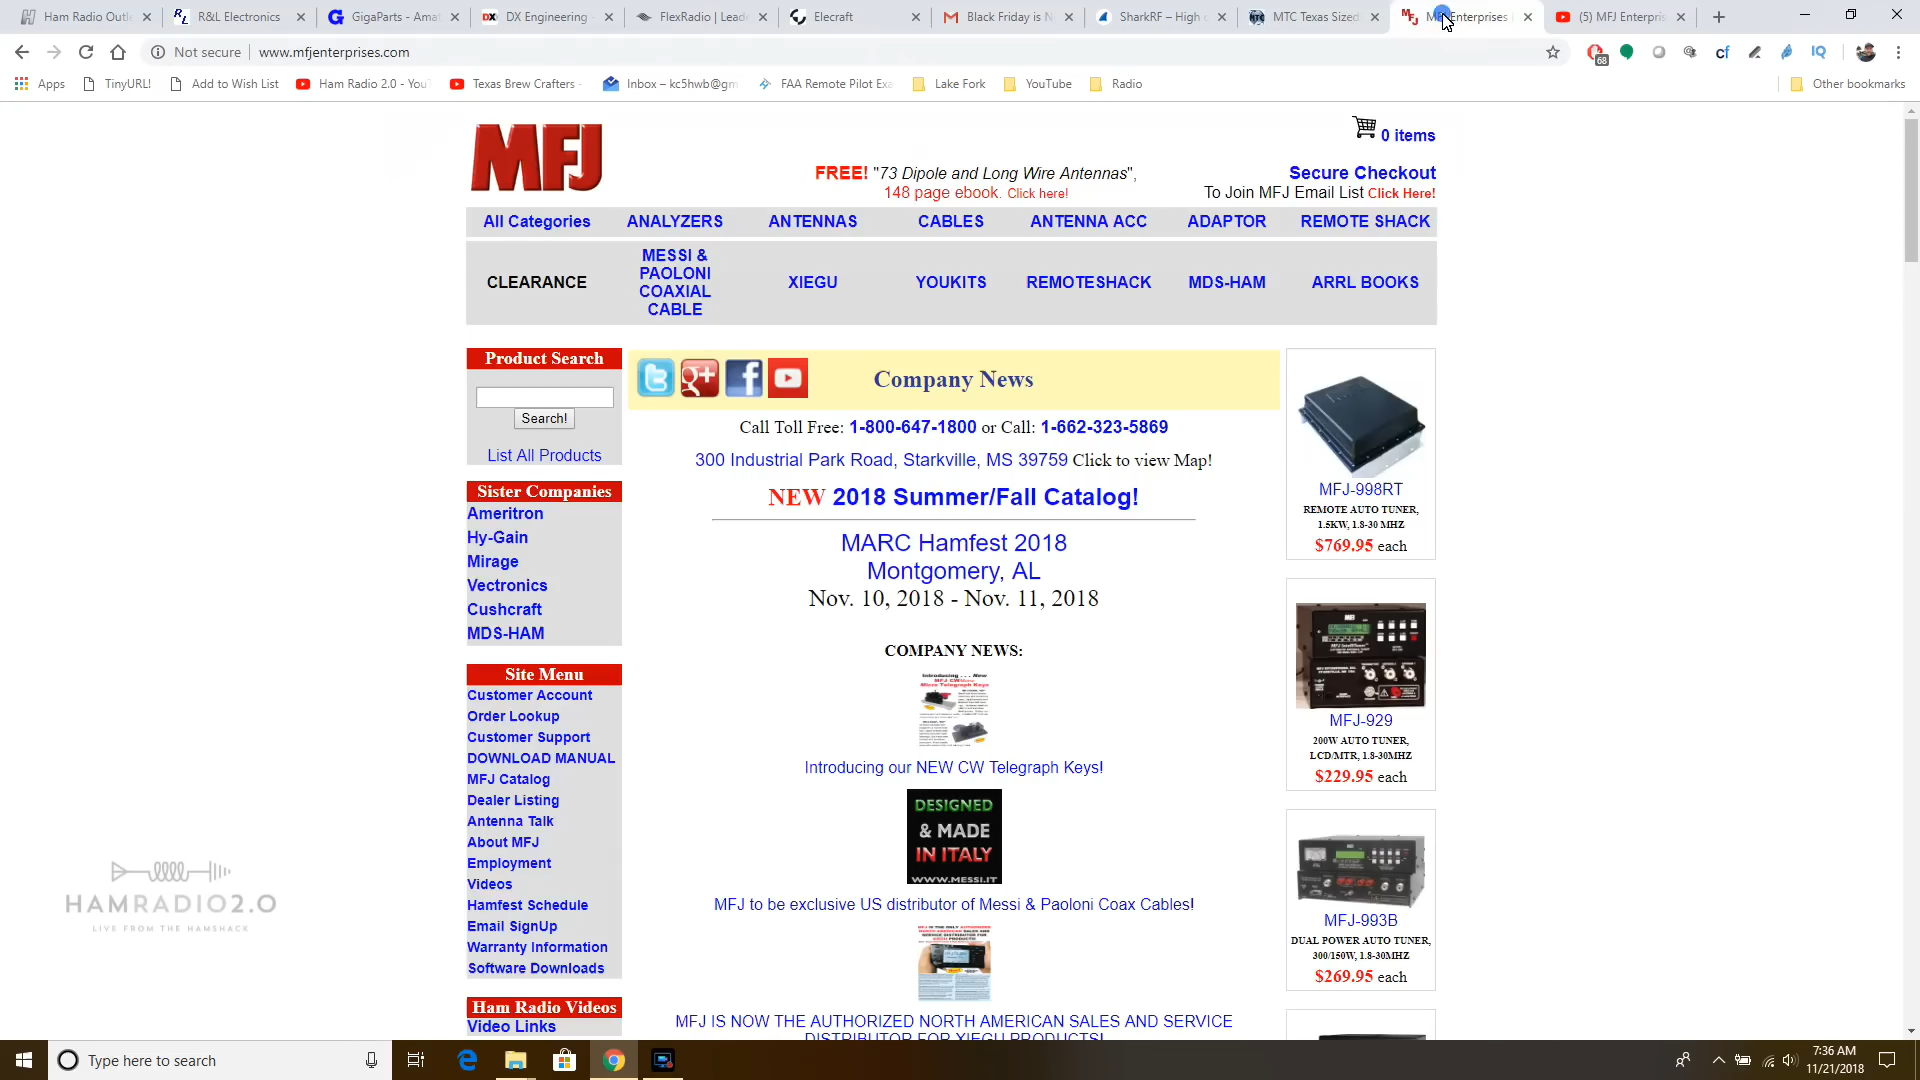 Ham Radio Outle
R&L Electronics
GigaParts - Amat
DX Engineering
FlexRadio | Lead
Elecraft
Black Friday is N
SharkRF – High
MTC Texas Sized
Enterprises
(5) MFJ Enterpris
Not secure
www.mfjenterprises.com
68
Apps
TinyURL!
Add to Wish List
Ham Radio 2.0 - You
Texas Brew Crafters -
Inbox – kc5hwb@gm
FAA Remote Pilot Exa
Lake Fork
YouTube
Radio
Other bookmarks
MFJ
0 items
FREE! "73 Dipole and Long Wire Antennas",
148 page ebook. Click here!
Secure Checkout
To Join MFJ Email List Click Here!
All Categories
ANALYZERS
ANTENNAS
CABLES
ANTENNA ACC
ADAPTOR
REMOTE SHACK
CLEARANCE
MESSI &
PAOLONI
COAXIAL
CABLE
XIEGU
YOUKITS
REMOTESHACK
MDS-HAM
ARRL BOOKS
Product Search
Search!
List All Products
Sister Companies
Ameritron
Hy-Gain
Mirage
Vectronics
Cushcraft
MDS-HAM
Site Menu
Customer Account
Order Lookup
Customer Support
DOWNLOAD MANUAL
MFJ Catalog
Dealer Listing
Antenna Talk
About MFJ
Employment
Videos
Hamfest Schedule
Email SignUp
Warranty Information
Software Downloads
Ham Radio Videos
Video Links
Company News
Call Toll Free: 1-800-647-1800 or Call: 1-662-323-5869
300 Industrial Park Road, Starkville, MS 39759 Click to view Map!
NEW 2018 Summer/Fall Catalog!
MARC Hamfest 2018
Montgomery, AL
Nov. 10, 2018 - Nov. 11, 2018
COMPANY NEWS:
Introducing our NEW CW Telegraph Keys!
DESIGNED
& MADE
IN ITALY
WWW.MESSI.IT
MFJ to be exclusive US distributor of Messi & Paoloni Coax Cables!
MFJ IS NOW THE AUTHORIZED NORTH AMERICAN SALES AND SERVICE
DISTRIBUTOR FOR XIEGU PRODUCTS!
MFJ-998RT
REMOTE AUTO TUNER,
1.5KW, 1.8-30 MHZ
$769.95 each
MFJ-929
200W AUTO TUNER,
LCD/MTR, 1.8-30MHZ
$229.95 each
MFJ-993B
DUAL POWER AUTO TUNER,
300/150W, 1.8-30MHZ
$269.95 each
HAMRADIO2.0
LIVE FROM THE HAMSHACK
Type here to search
7:36 AM
11/21/2018